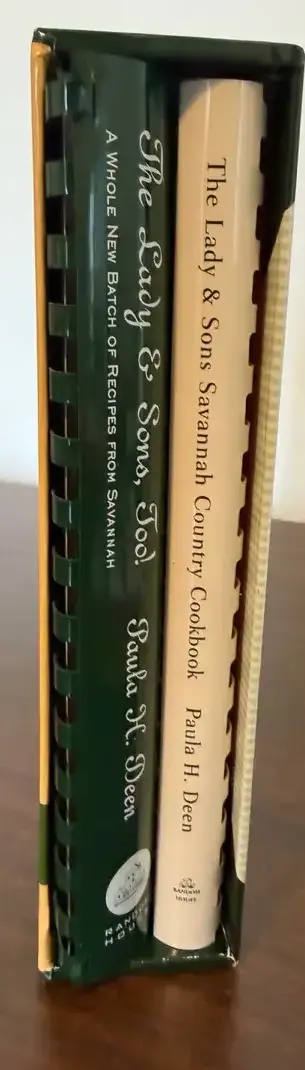 The Lady & Sons, Too! Paula H. Deen
A WHOLE NEW BATCH OF RECIPES FROM SAVANNAH
The Lady & Sons Savannah Country Cookbook Paula H. Deen
RANDOM
HOUSE